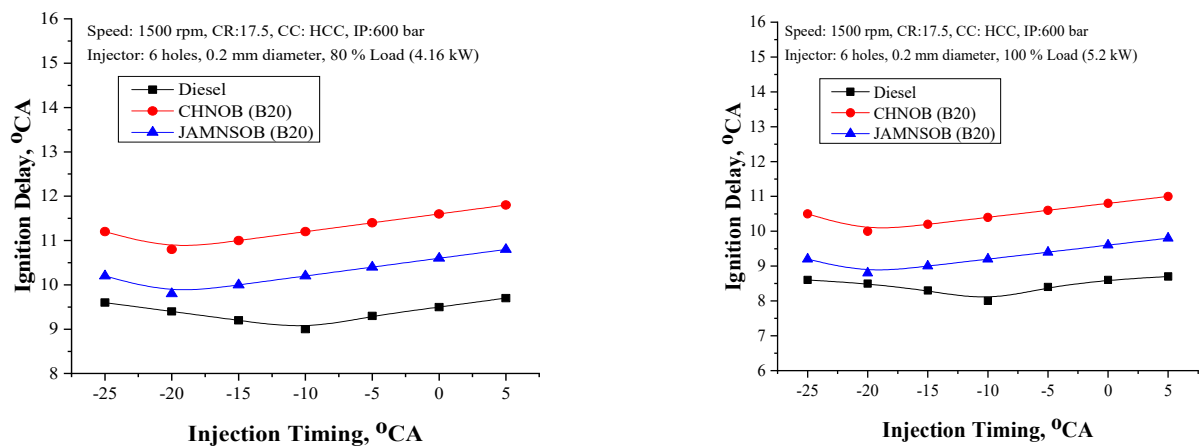 Speed: 1500 rpm, CR:17.5, CC: HCC, IP:600 bar
Injector: 6 holes, 0.2 mm diameter, 80 % Load (4.16 kW)
Diesel
CHNOB (B20)
JAMNSOB (B20)
Ignition Delay, ⁰CA
16
15
14
13
12
11
10
9
8
-25 -20 -15 -10 -5 0 5
Injection Timing, ⁰CA
Speed: 1500 rpm, CR:17.5, CC: HCC, IP:600 bar
Injector: 6 holes, 0.2 mm diameter, 100 % Load (5.2 kW)
Diesel
CHNOB (B20)
JAMNSOB (B20)
Ignition Delay, ⁰CA
16
15
14
13
12
11
10
9
8
7
6
-25 -20 -15 -10 -5 0 5
Injection Timing, ⁰CA